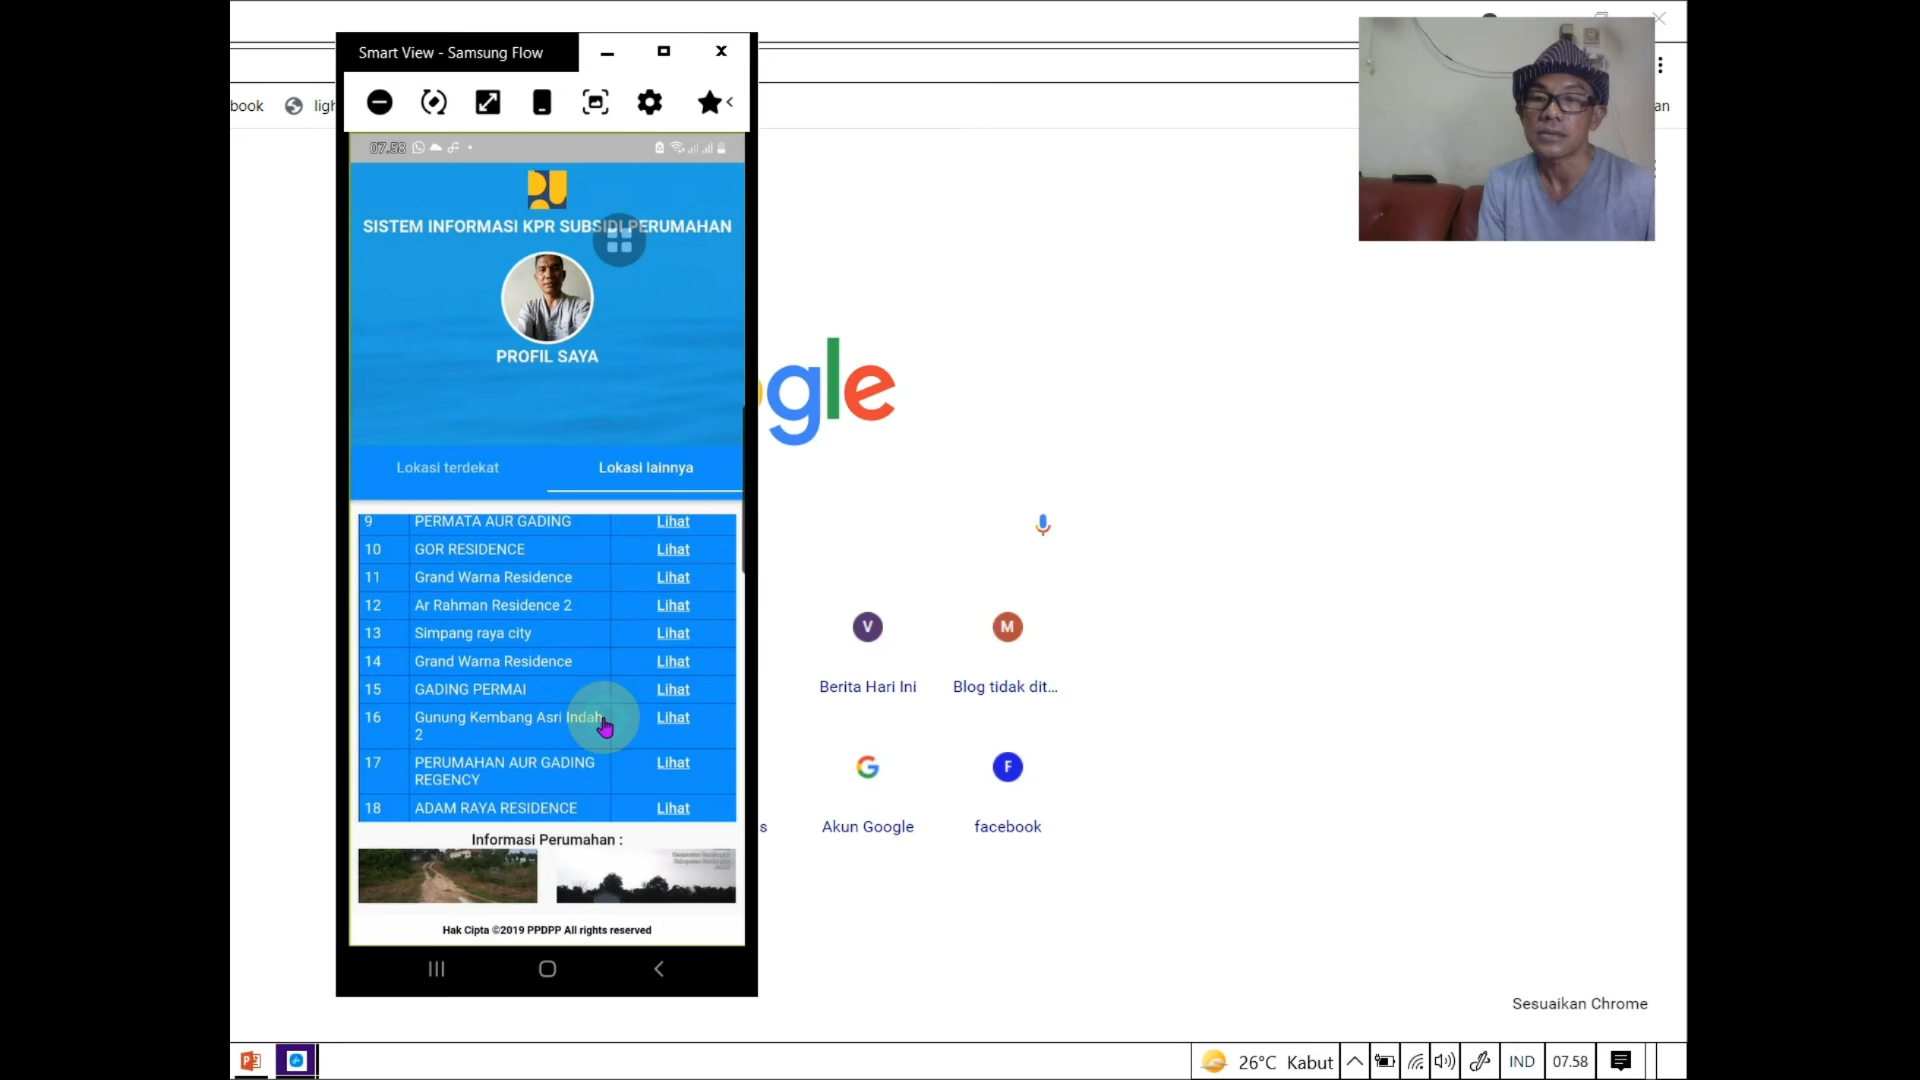 Smart View - Samsung Flow
book
ligh
an
07.58
SISTEM INFORMASI KPR SUBSIDI PERUMAHAN
PROFIL SAYA
Lokasi terdekat
Lokasi lainnya
9 PERMATA AUR GADING Lihat
10 GOR RESIDENCE Lihat
11 Grand Warna Residence Lihat
12 Ar Rahman Residence 2 Lihat
13 Simpang raya city Lihat
14 Grand Warna Residence Lihat
15 GADING PERMAI Lihat
16 Gunung Kembang Asri Indah Lihat
2
17 PERUMAHAN AUR GADING Lihat
REGENCY
18 ADAM RAYA RESIDENCE Lihat
Informasi Perumahan :
Hak Cipta ©2019 PPDPP All rights reserved
gle
V
M
Berita Hari Ini
Blog tidak dit...
G
F
s
Akun Google
facebook
Sesuaikan Chrome
26°C Kabut
IND
07.58